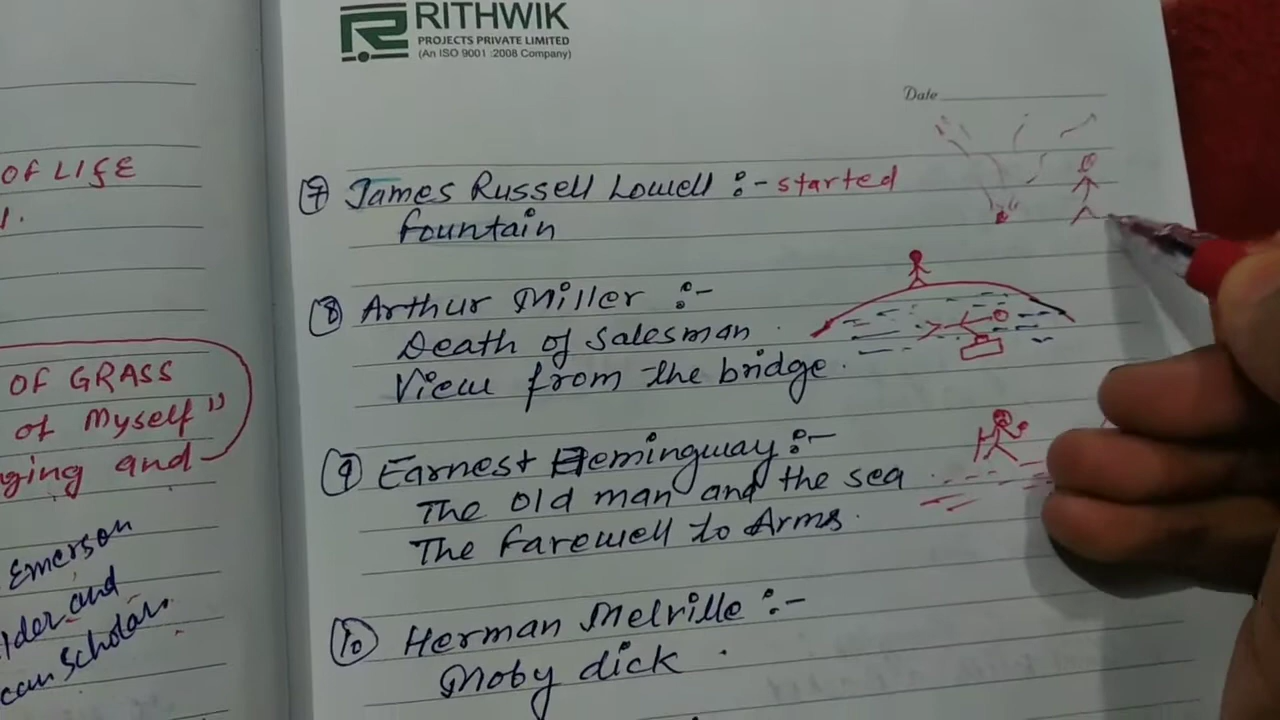 OF LIFE
OF GRASS
of Myself"
ging and
Emerson
lder and
can Scholar.
RITHWIK
PROJECTS PRIVATE LIMITED
(An ISO 9001 :2008 Company)
Date
⑦ James Russell Lowell :- started
fountain
⑧ Arthur Miller :-
Death of Salesman
View from the bridge.
⑨ Earnest Hemingway :-
The old man and the sea
The Farewell to Arms.
⑩ Herman Melville :-
Moby dick.